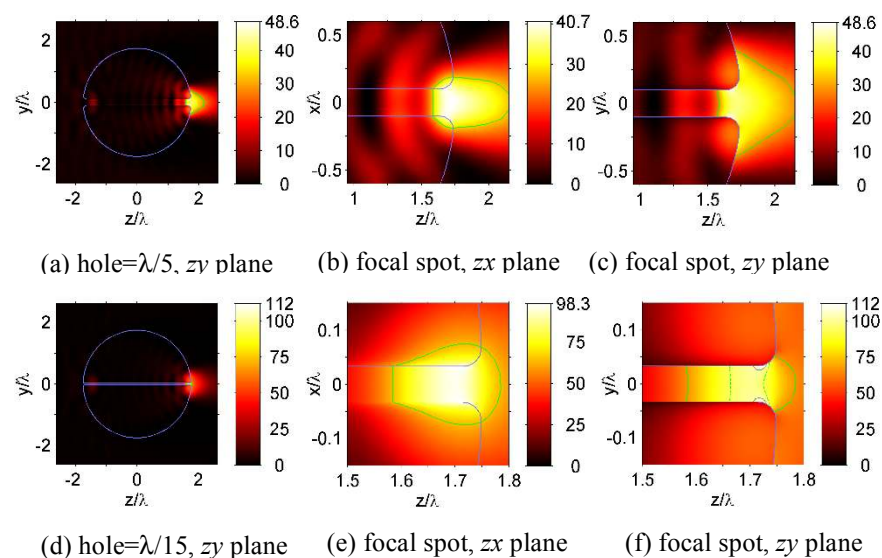 48.6
40
30
20
10
0
2
0
-2
y/λ
-2 0 2
z/λ
40.7
30
20
10
0
0.5
0
-0.5
x/λ
1 1.5 2
z/λ
48.6
40
30
20
10
0
0.5
0
-0.5
y/λ
1 1.5 2
z/λ
(a) hole=λ/5, zy plane
(b) focal spot, zx plane
(c) focal spot, zy plane
112
100
75
50
25
0
2
0
-2
y/λ
-2 0 2
z/λ
98.3
75
50
25
0
0.1
0
-0.1
x/λ
1.5 1.6 1.7 1.8
z/λ
112
100
75
50
25
0
0.1
0
-0.1
y/λ
1.5 1.6 1.7 1.8
z/λ
(d) hole=λ/15, zy plane
(e) focal spot, zx plane
(f) focal spot, zy plane